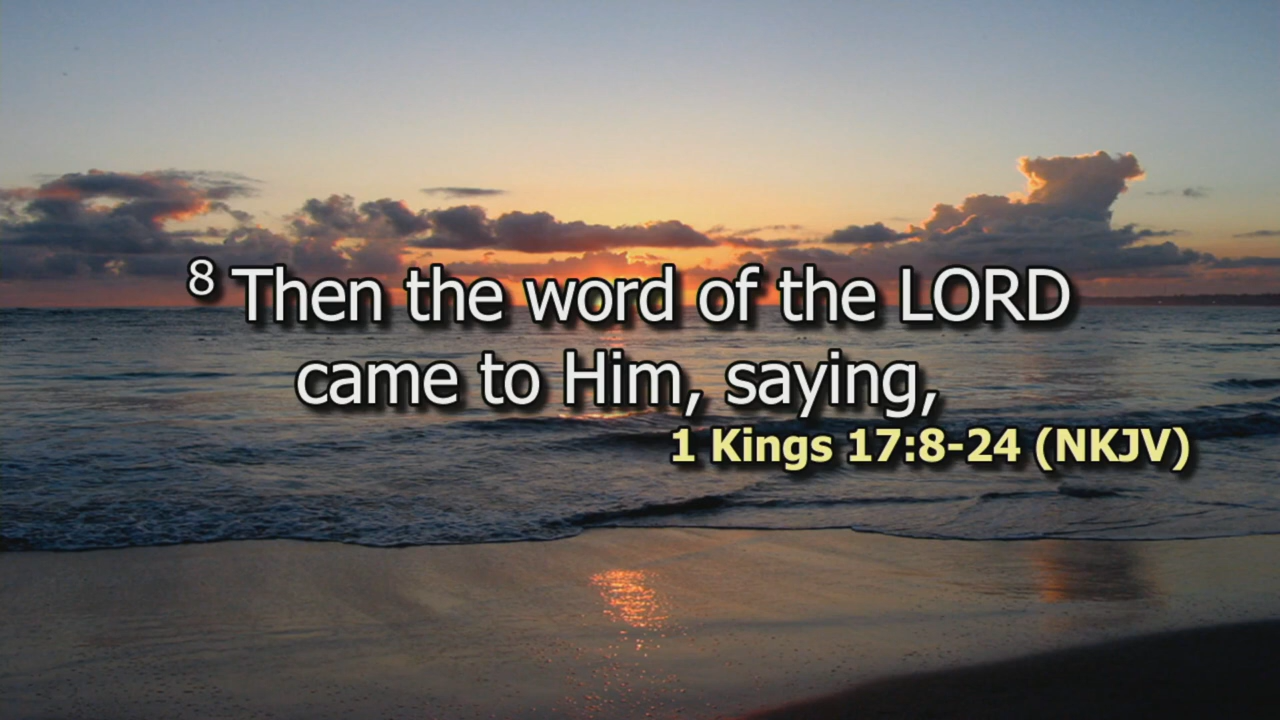 8 Then the word of the LORD
came to Him, saying,
1 Kings 17:8-24 (NKJV)